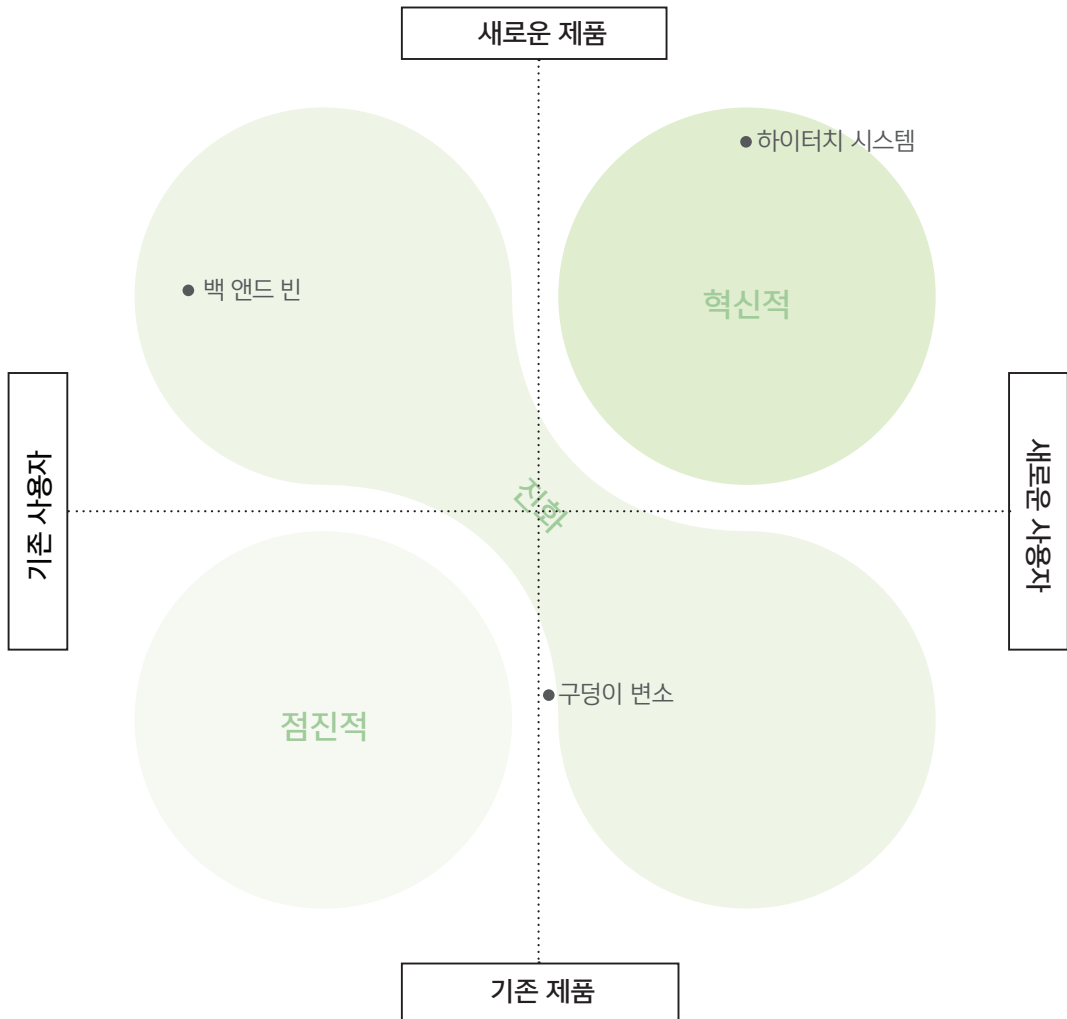 새로운 제품
하이터치 시스템
백 앤드 빈
혁신적
기존 사용자
진화
새로운 사용자
구덩이 변소
점진적
기존 제품